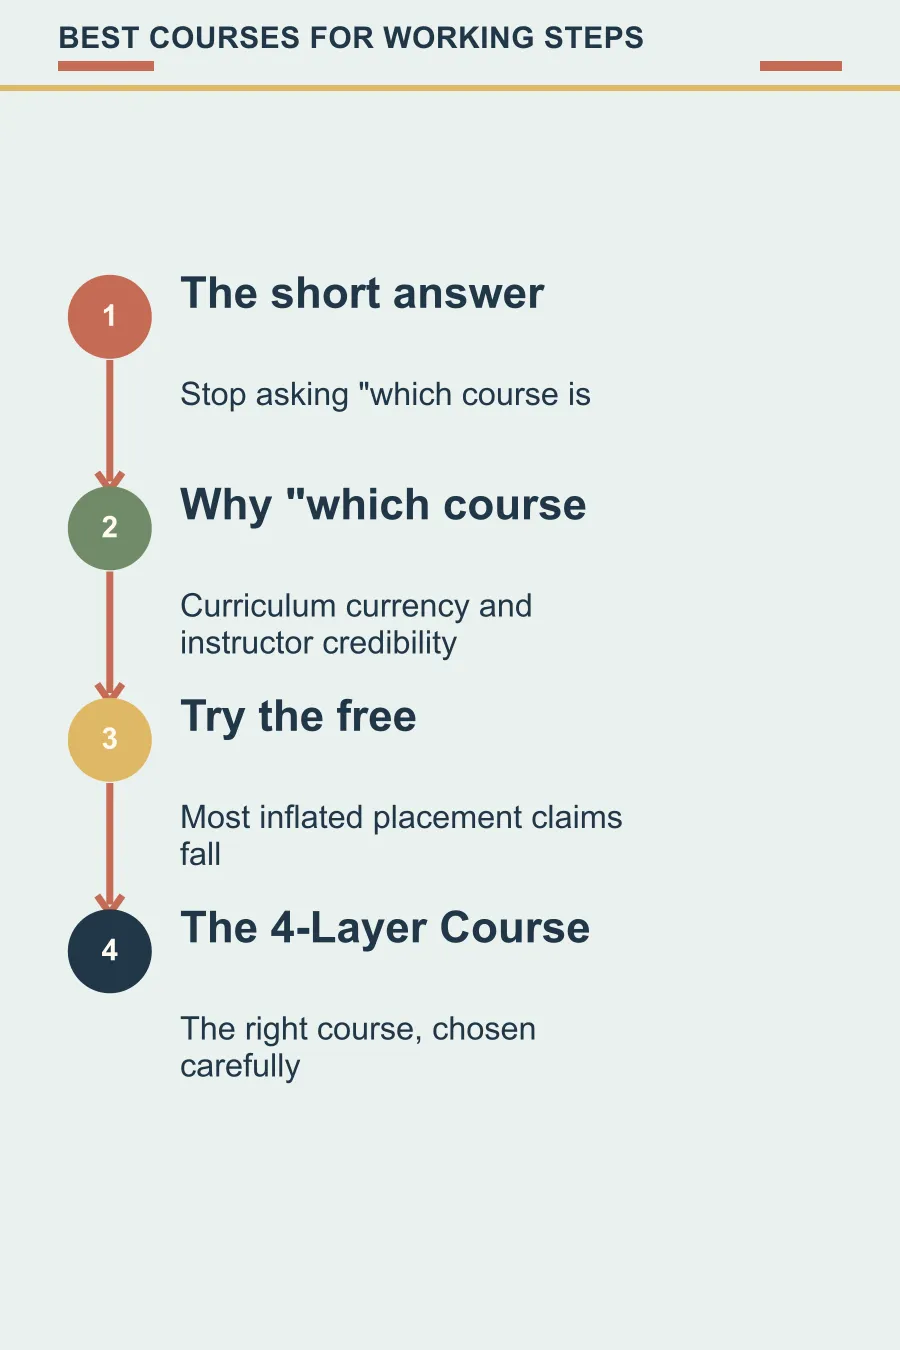 BEST COURSES FOR WORKING STEPS
1
The short answer
Stop asking "which course is
2
Why "which course
Curriculum currency and
instructor credibility
3
Try the free
Most inflated placement claims
fall
4
The 4-Layer Course
The right course, chosen
carefully